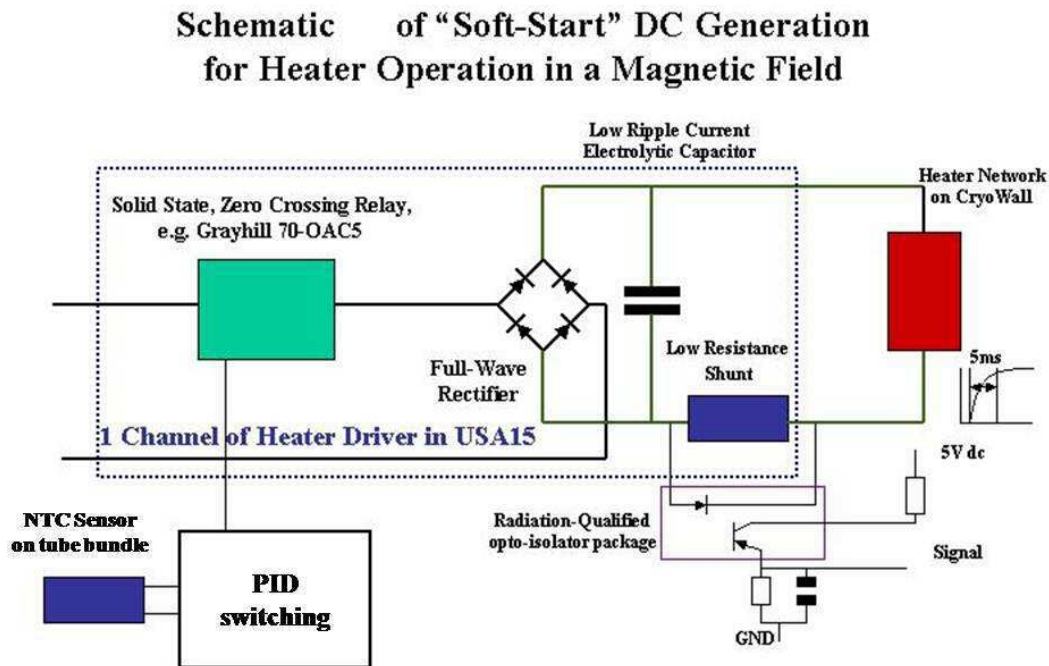 Schematic of “Soft-Start” DC Generation
for Heater Operation in a Magnetic Field
Low Ripple Current
Electrolytic Capacitor
Heater Network
on CryoWall
Solid State, Zero Crossing Relay,
e.g. Grayhill 70-OAC5
Full-Wave
Rectifier
Low Resistance
Shunt
5ms
1 Channel of Heater Driver in USA15
5V dc
NTC Sensor
on tube bundle
Radiation-Qualified
opto-isolator package
Signal
PID
switching
GND